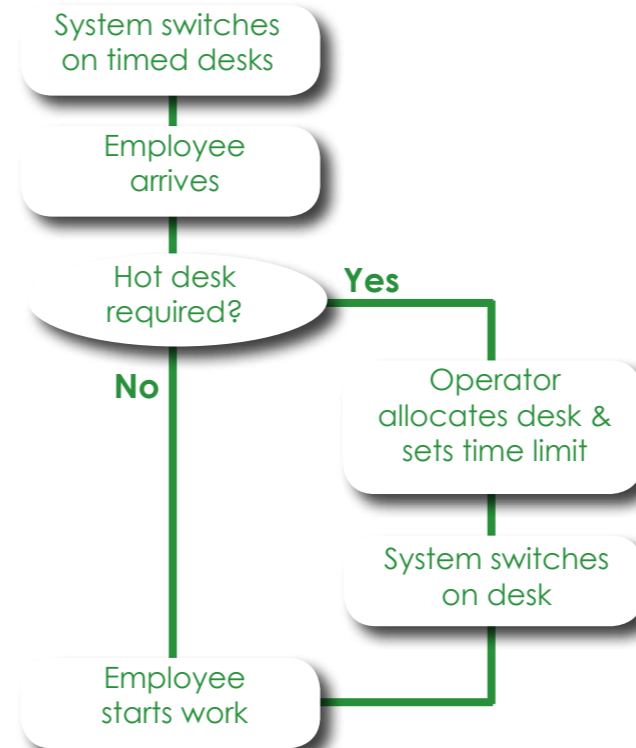 System switches
on timed desks
Employee
arrives
Hot desk
required?
Yes
No
Operator
allocates desk &
sets time limit
System switches
on desk
Employee
starts work